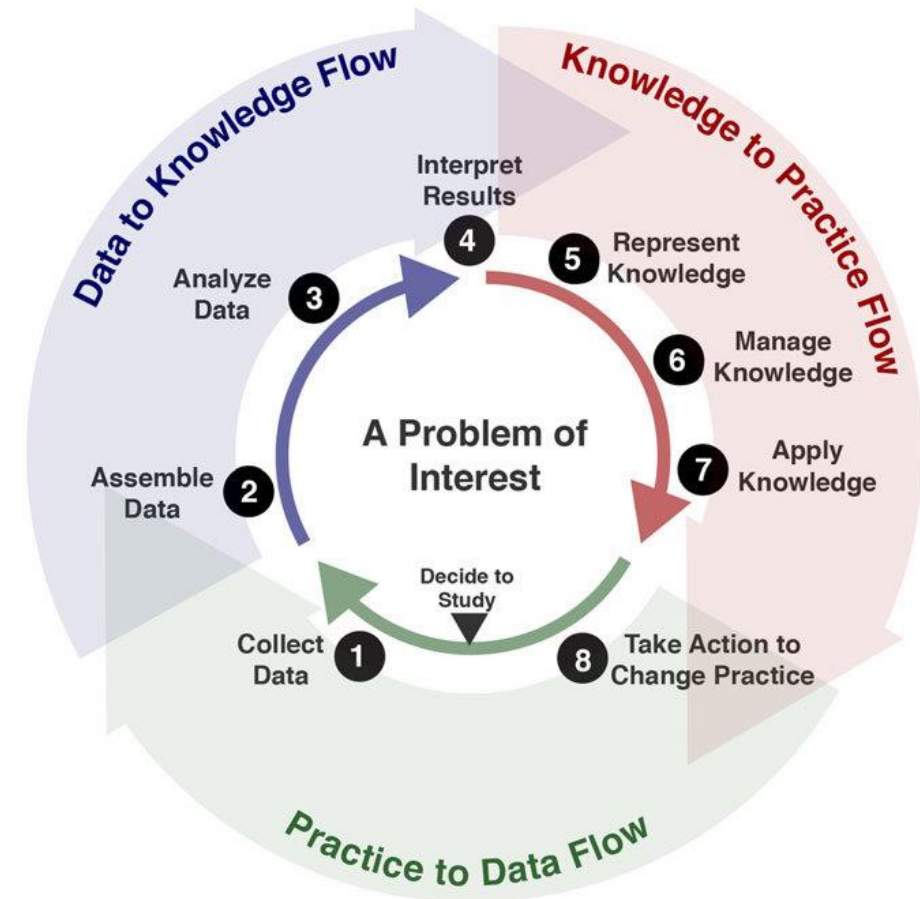 Data to Knowledge Flow
Knowledge to Practice Flow
Interpret
Results
4
5
Represent
Knowledge
Analyze
Data
3
6
Manage
Knowledge
A Problem of
Interest
7
Apply
Knowledge
Assemble
Data
2
Decide to
Study
Collect
Data
1
8
Take Action to
Change Practice
Practice to Data Flow